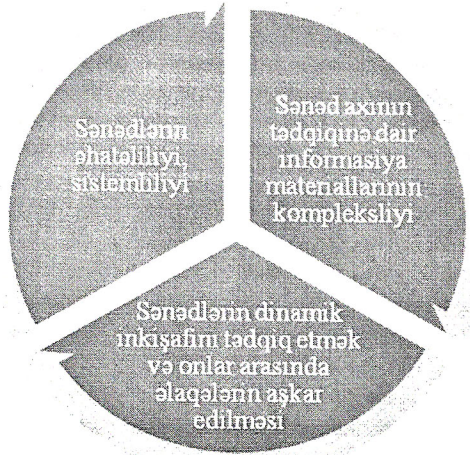 Sənədlərin
əhatəliliyi,
sistemliliyi
Sənəd axının
tədqiqinə dair
informasiya
materiallarının
kompleksliyi
Sənədlərin dinamik
inkişafını tədqiq etmək
və onlar arasında
əlaqələrin aşkar
edilməsi